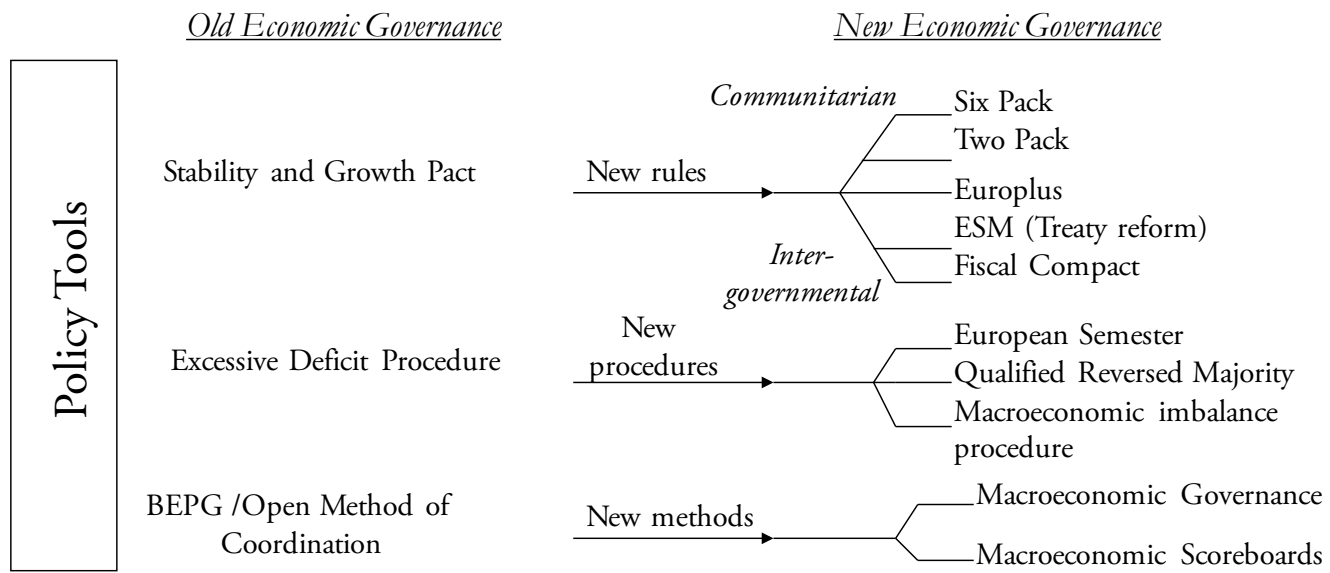 Old Economic Governance
New Economic Governance
Policy Tools
Stability and Growth Pact
New rules
Communitarian
Inter-
governmental
Six Pack
Two Pack
Europlus
ESM (Treaty reform)
Fiscal Compact
Excessive Deficit Procedure
New
procedures
European Semester
Qualified Reversed Majority
Macroeconomic imbalance
procedure
BEPG /Open Method of
Coordination
New methods
Macroeconomic Governance
Macroeconomic Scoreboards